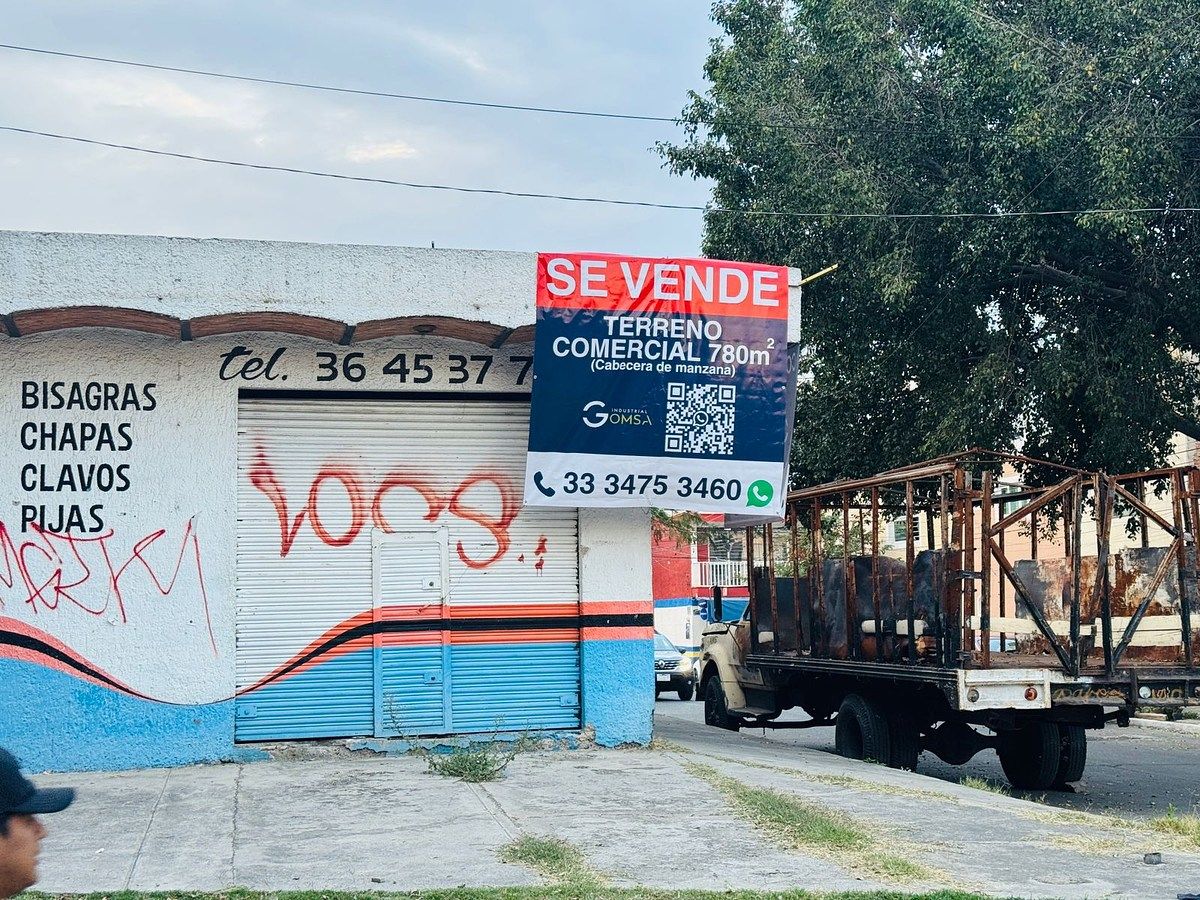 tel. 36 45 37 7
BISAGRAS
CHAPAS
CLAVOS
PIJAS
SE VENDE
TERRENO
COMERCIAL 780m²
(Cabecera de manzana)
INDUSTRIAL
GOMSA
33 3475 3460